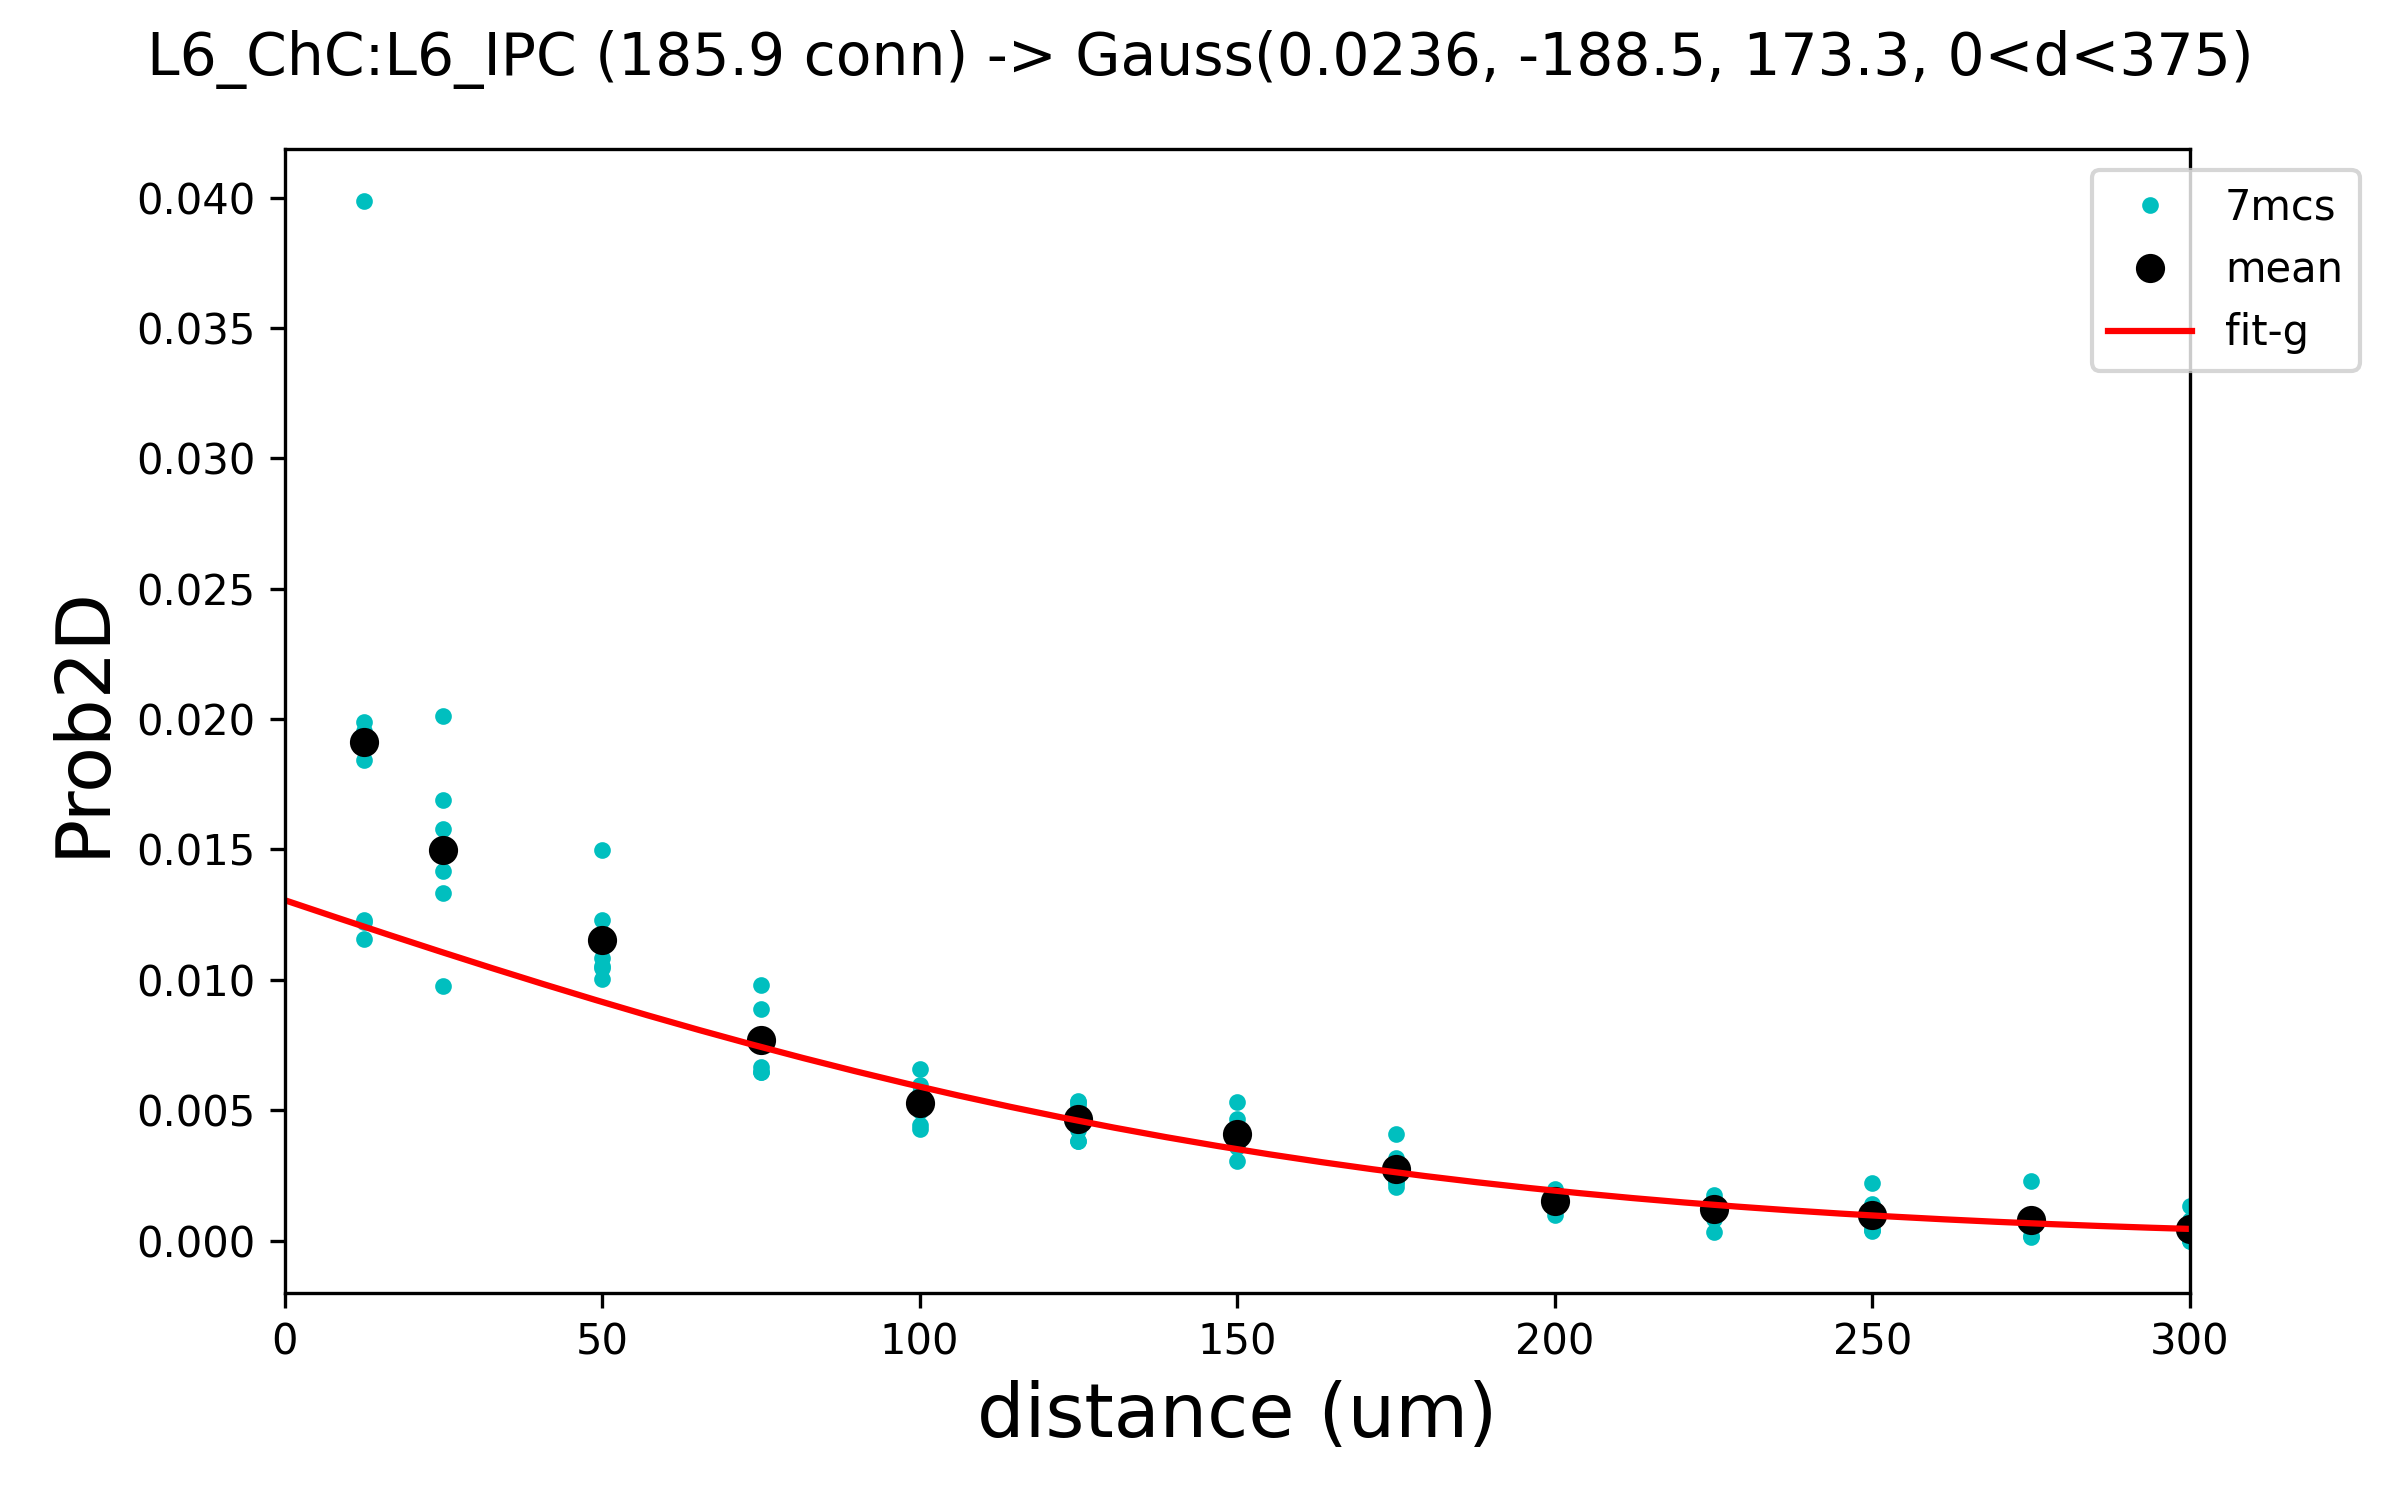 L6_ChC:L6_IPC (185.9 conn) -> Gauss(0.0236, -188.5, 173.3, 0<d<375)
7mcs
mean
fit-g
Prob2D
0.040
0.035
0.030
0.025
0.020
0.015
0.010
0.005
0.000
0 50 100 150 200 250 300
distance (um)